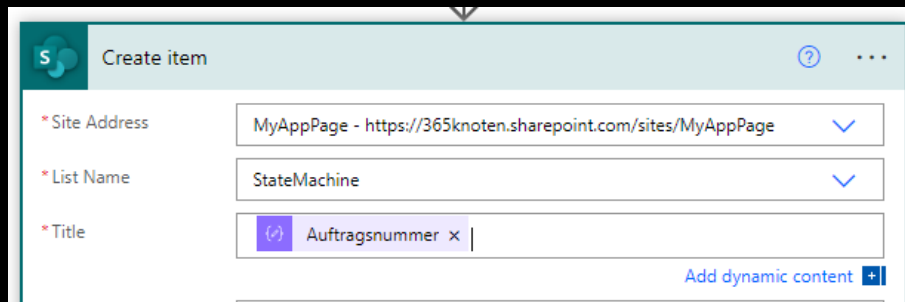 S
Create item
? ...
* Site Address
MyAppPage - https://365knoten.sharepoint.com/sites/MyAppPage
* List Name
StateMachine
* Title
{} Auftragsnummer ×
Add dynamic content +